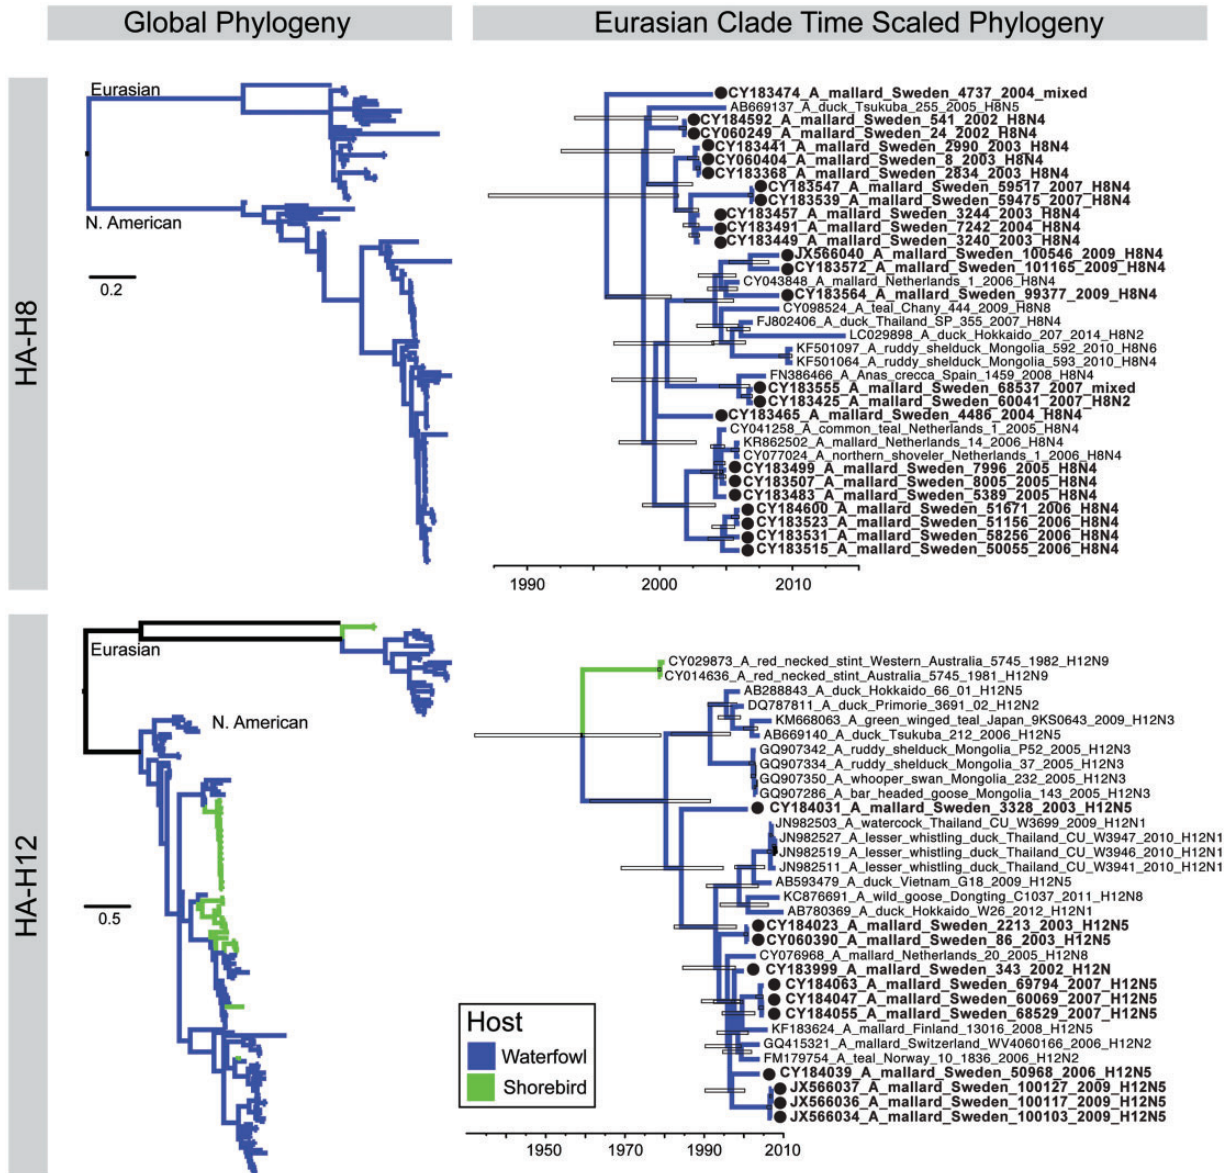 Global Phylogeny
Eurasian Clade Time Scaled Phylogeny
HA-H8
Eurasian
N. American
0.2
CY183474_A_mallard_Sweden_4737_2004_mixed
AB669137_A_duck_Tsukuba_255_2005_H8N5
CY184592_A_mallard_Sweden_541_2002_H8N4
CY060249_A_mallard_Sweden_24_2002_H8N4
CY183441_A_mallard_Sweden_2990_2003_H8N4
CY060404_A_mallard_Sweden_8_2003_H8N4
CY183368_A_mallard_Sweden_2834_2003_H8N4
CY183547_A_mallard_Sweden_59517_2007_H8N4
CY183539_A_mallard_Sweden_59475_2007_H8N4
CY183457_A_mallard_Sweden_3244_2003_H8N4
CY183491_A_mallard_Sweden_7242_2004_H8N4
CY183449_A_mallard_Sweden_3240_2003_H8N4
JX566040_A_mallard_Sweden_100546_2009_H8N4
CY183572_A_mallard_Sweden_101165_2009_H8N4
CY043848_A_mallard_Netherlands_1_2006_H8N4
CY183564_A_mallard_Sweden_99377_2009_H8N4
CY098524_A_teal_Chany_444_2009_H8N8
FJ802406_A_duck_Thailand_SP_355_2007_H8N4
LC029898_A_duck_Hokkaido_207_2014_H8N2
KF501097_A_ruddy_shelduck_Mongolia_592_2010_H8N6
KF501064_A_ruddy_shelduck_Mongolia_593_2010_H8N4
FN386466_A_Anas_crecca_Spain_1459_2008_H8N4
CY183555_A_mallard_Sweden_68537_2007_mixed
CY183425_A_mallard_Sweden_60041_2007_H8N2
CY183465_A_mallard_Sweden_4486_2004_H8N4
CY041258_A_common_teal_Netherlands_1_2005_H8N4
KR862502_A_mallard_Netherlands_14_2006_H8N4
CY077024_A_northern_shoveler_Netherlands_1_2006_H8N4
CY183499_A_mallard_Sweden_7996_2005_H8N4
CY183507_A_mallard_Sweden_8005_2005_H8N4
CY183483_A_mallard_Sweden_5389_2005_H8N4
CY184600_A_mallard_Sweden_51671_2006_H8N4
CY183523_A_mallard_Sweden_51156_2006_H8N4
CY183531_A_mallard_Sweden_58256_2006_H8N4
CY183515_A_mallard_Sweden_50055_2006_H8N4
1990 2000 2010
HA-H12
Eurasian
N. American
0.5
CY029873_A_red_necked_stint_Western_Australia_5745_1982_H12N9
CY014636_A_red_necked_stint_Australia_5745_1981_H12N9
AB288843_A_duck_Hokkaido_66_01_H12N5
DQ787811_A_duck_Primorie_3691_02_H12N2
KM668063_A_green_winged_teal_Japan_9KS0643_2009_H12N3
AB669140_A_duck_Tsukuba_212_2006_H12N5
GQ907342_A_ruddy_shelduck_Mongolia_P52_2005_H12N3
GQ907334_A_ruddy_shelduck_Mongolia_37_2005_H12N3
GQ907350_A_whooper_swan_Mongolia_232_2005_H12N3
GQ907286_A_bar_headed_goose_Mongolia_143_2005_H12N3
CY184031_A_mallard_Sweden_3328_2003_H12N5
JN982503_A_watercock_Thailand_CU_W3699_2009_H12N1
JN982527_A_lesser_whistling_duck_Thailand_CU_W3947_2010_H12N1
JN982519_A_lesser_whistling_duck_Thailand_CU_W3946_2010_H12N1
JN982511_A_lesser_whistling_duck_Thailand_CU_W3941_2010_H12N1
AB593479_A_duck_Vietnam_G18_2009_H12N5
KC876691_A_wild_goose_Dongting_C1037_2011_H12N8
AB780369_A_duck_Hokkaido_W26_2012_H12N1
CY184023_A_mallard_Sweden_2213_2003_H12N5
CY060390_A_mallard_Sweden_86_2003_H12N5
CY076968_A_mallard_Netherlands_20_2005_H12N8
CY183999_A_mallard_Sweden_343_2002_H12N
CY184063_A_mallard_Sweden_69794_2007_H12N5
CY184047_A_mallard_Sweden_60069_2007_H12N5
CY184055_A_mallard_Sweden_68529_2007_H12N5
KF183624_A_mallard_Finland_13016_2008_H12N5
GQ415321_A_mallard_Switzerland_WV4060166_2006_H12N2
FM179754_A_teal_Norway_10_1836_2006_H12N2
CY184039_A_mallard_Sweden_50968_2006_H12N5
JX566037_A_mallard_Sweden_100127_2009_H12N5
JX566036_A_mallard_Sweden_100117_2009_H12N5
JX566034_A_mallard_Sweden_100103_2009_H12N5
Host
Waterfowl
Shorebird
1950 1970 1990 2010